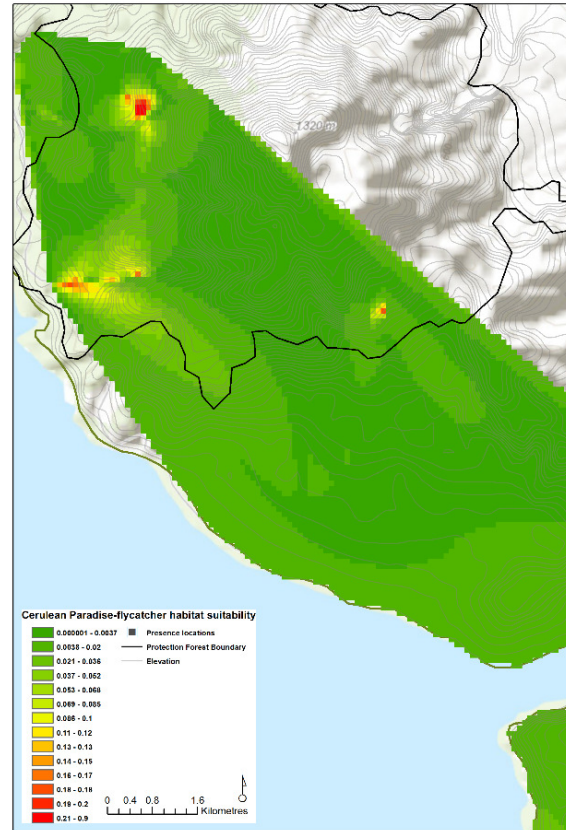 1320 m
Cerulean Paradise-flycatcher habitat suitability
0.000001 - 0.0037
Presence locations
0.0038 - 0.02
Protection Forest Boundary
0.021 - 0.036
Elevation
0.037 - 0.052
0.053 - 0.068
0.069 - 0.085
0.086 - 0.1
0.11 - 0.12
0.13 - 0.13
0.14 - 0.15
0.16 - 0.17
0.18 - 0.18
0.19 - 0.2
0.21 - 0.9
0 0.4 0.8 1.6
Kilometres